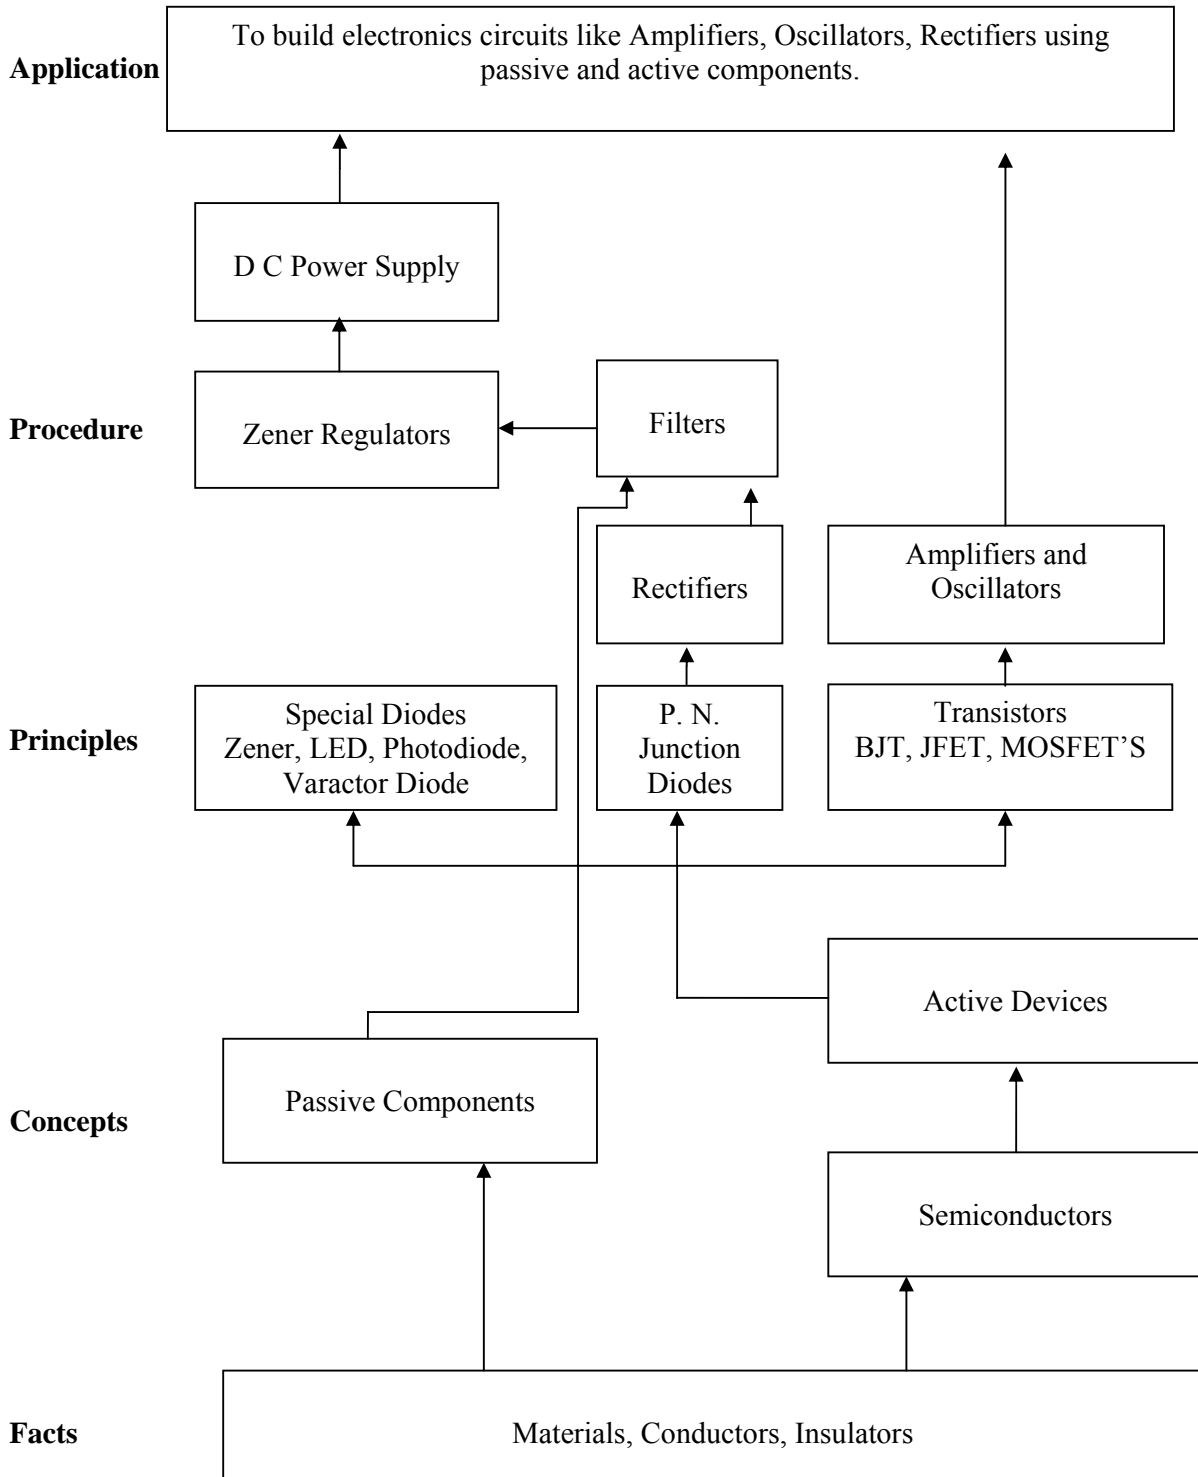 To build electronics circuits like Amplifiers, Oscillators, Rectifiers using
Application
passive and active components.
D C Power Supply
Procedure
Zener Regulators
Filters
Rectifiers
Amplifiers and
Oscillators
Principles
Special Diodes
Zener, LED, Photodiode,
Varactor Diode
P. N.
Junction
Diodes
Transistors
BJT, JFET, MOSFET'S
Active Devices
Concepts
Passive Components
Semiconductors
Facts
Materials, Conductors, Insulators